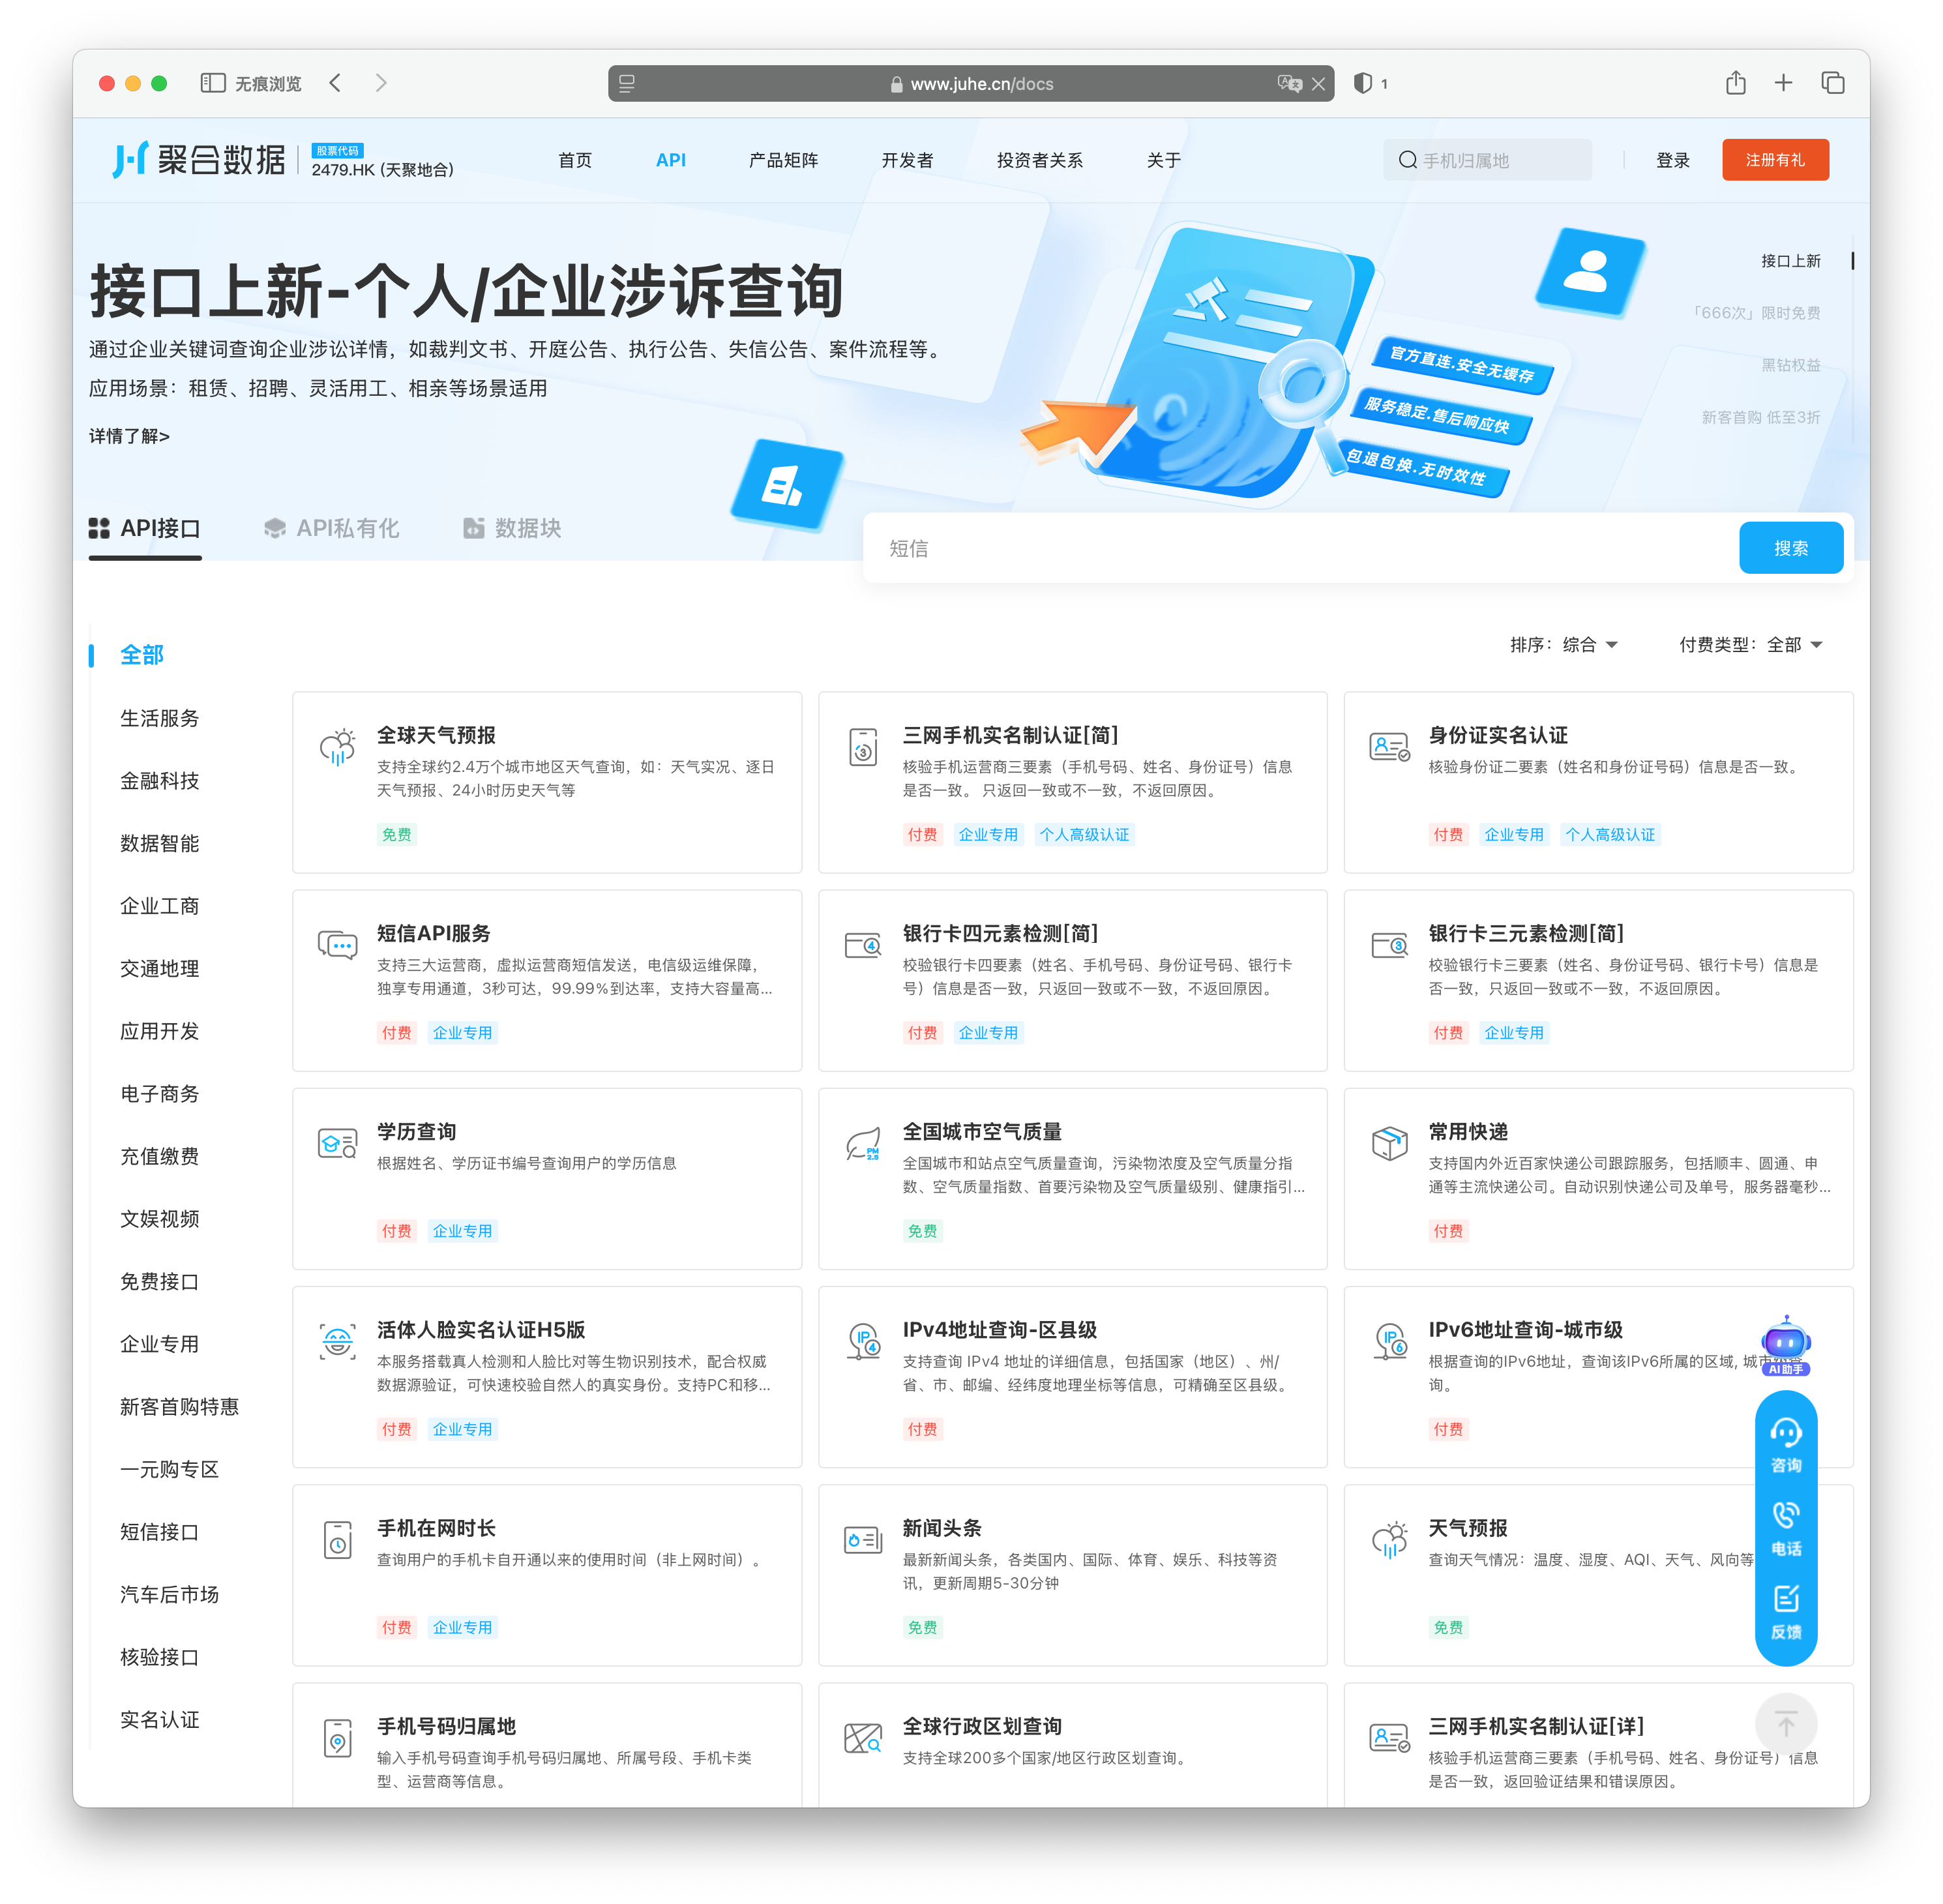 无痕浏览
www.juhe.cn/docs
1
聚合数据
股票代码
2479.HK (天聚地合)
首页
API
产品矩阵
开发者
投资者关系
关于
手机归属地
登录
注册有礼
接口上新-个人/企业涉诉查询
通过企业关键词查询企业涉讼详情，如裁判文书、开庭公告、执行公告、失信公告、案件流程等。
应用场景：租赁、招聘、灵活用工、相亲等场景适用
详情了解>
官方直连.安全无缓存
服务稳定.售后响应快
包退包换.无时效性
接口上新
「666次」限时免费
黑钻权益
新客首购 低至3折
API接口
API私有化
数据块
短信
搜索
全部
生活服务
金融科技
数据智能
企业工商
交通地理
应用开发
电子商务
充值缴费
文娱视频
免费接口
企业专用
新客首购特惠
一元购专区
短信接口
汽车后市场
核验接口
实名认证
排序：综合
付费类型：全部
全球天气预报
支持全球约2.4万个城市地区天气查询，如：天气实况、逐日
天气预报、24小时历史天气等
免费
三网手机实名制认证[简]
核验手机运营商三要素（手机号码、姓名、身份证号）信息
是否一致。 只返回一致或不一致，不返回原因。
付费 企业专用 个人高级认证
身份证实名认证
核验身份证二要素（姓名和身份证号码）信息是否一致。
付费 企业专用 个人高级认证
短信API服务
支持三大运营商，虚拟运营商短信发送，电信级运维保障，
独享专用通道，3秒可达，99.99%到达率，支持大容量高...
付费 企业专用
银行卡四元素检测[简]
校验银行卡四要素（姓名、手机号码、身份证号码、银行卡
号）信息是否一致，只返回一致或不一致，不返回原因。
付费 企业专用
银行卡三元素检测[简]
校验银行卡三要素（姓名、身份证号码、银行卡号）信息是
否一致，只返回一致或不一致，不返回原因。
付费 企业专用
学历查询
根据姓名、学历证书编号查询用户的学历信息
付费 企业专用
PM
2.5
全国城市空气质量
全国城市和站点空气质量查询，污染物浓度及空气质量分指
数、空气质量指数、首要污染物及空气质量级别、健康指引...
免费
常用快递
支持国内外近百家快递公司跟踪服务，包括顺丰、圆通、申
通等主流快递公司。自动识别快递公司及单号，服务器毫秒...
付费
活体人脸实名认证H5版
本服务搭载真人检测和人脸比对等生物识别技术，配合权威
数据源验证，可快速校验自然人的真实身份。支持PC和移...
付费 企业专用
IP
4
IPv4地址查询-区县级
支持查询 IPv4 地址的详细信息，包括国家（地区）、州/
省、市、邮编、经纬度地理坐标等信息，可精确至区县级。
付费
IP
6
IPv6地址查询-城市级
根据查询的IPv6地址，查询该IPv6所属的区域, 城市
询。
付费
手机在网时长
查询用户的手机卡自开通以来的使用时间（非上网时间）。
付费 企业专用
新闻头条
最新新闻头条，各类国内、国际、体育、娱乐、科技等资
讯，更新周期5-30分钟
免费
天气预报
查询天气情况：温度、湿度、AQI、天气、风向等
免费
手机号码归属地
输入手机号码查询手机号码归属地、所属号段、手机卡类
型、运营商等信息。
全球行政区划查询
支持全球200多个国家/地区行政区划查询。
三网手机实名制认证[详]
核验手机运营商三要素（手机号码、姓名、身份证号）信息
是否一致，返回验证结果和错误原因。
AI助手
咨询
电话
反馈